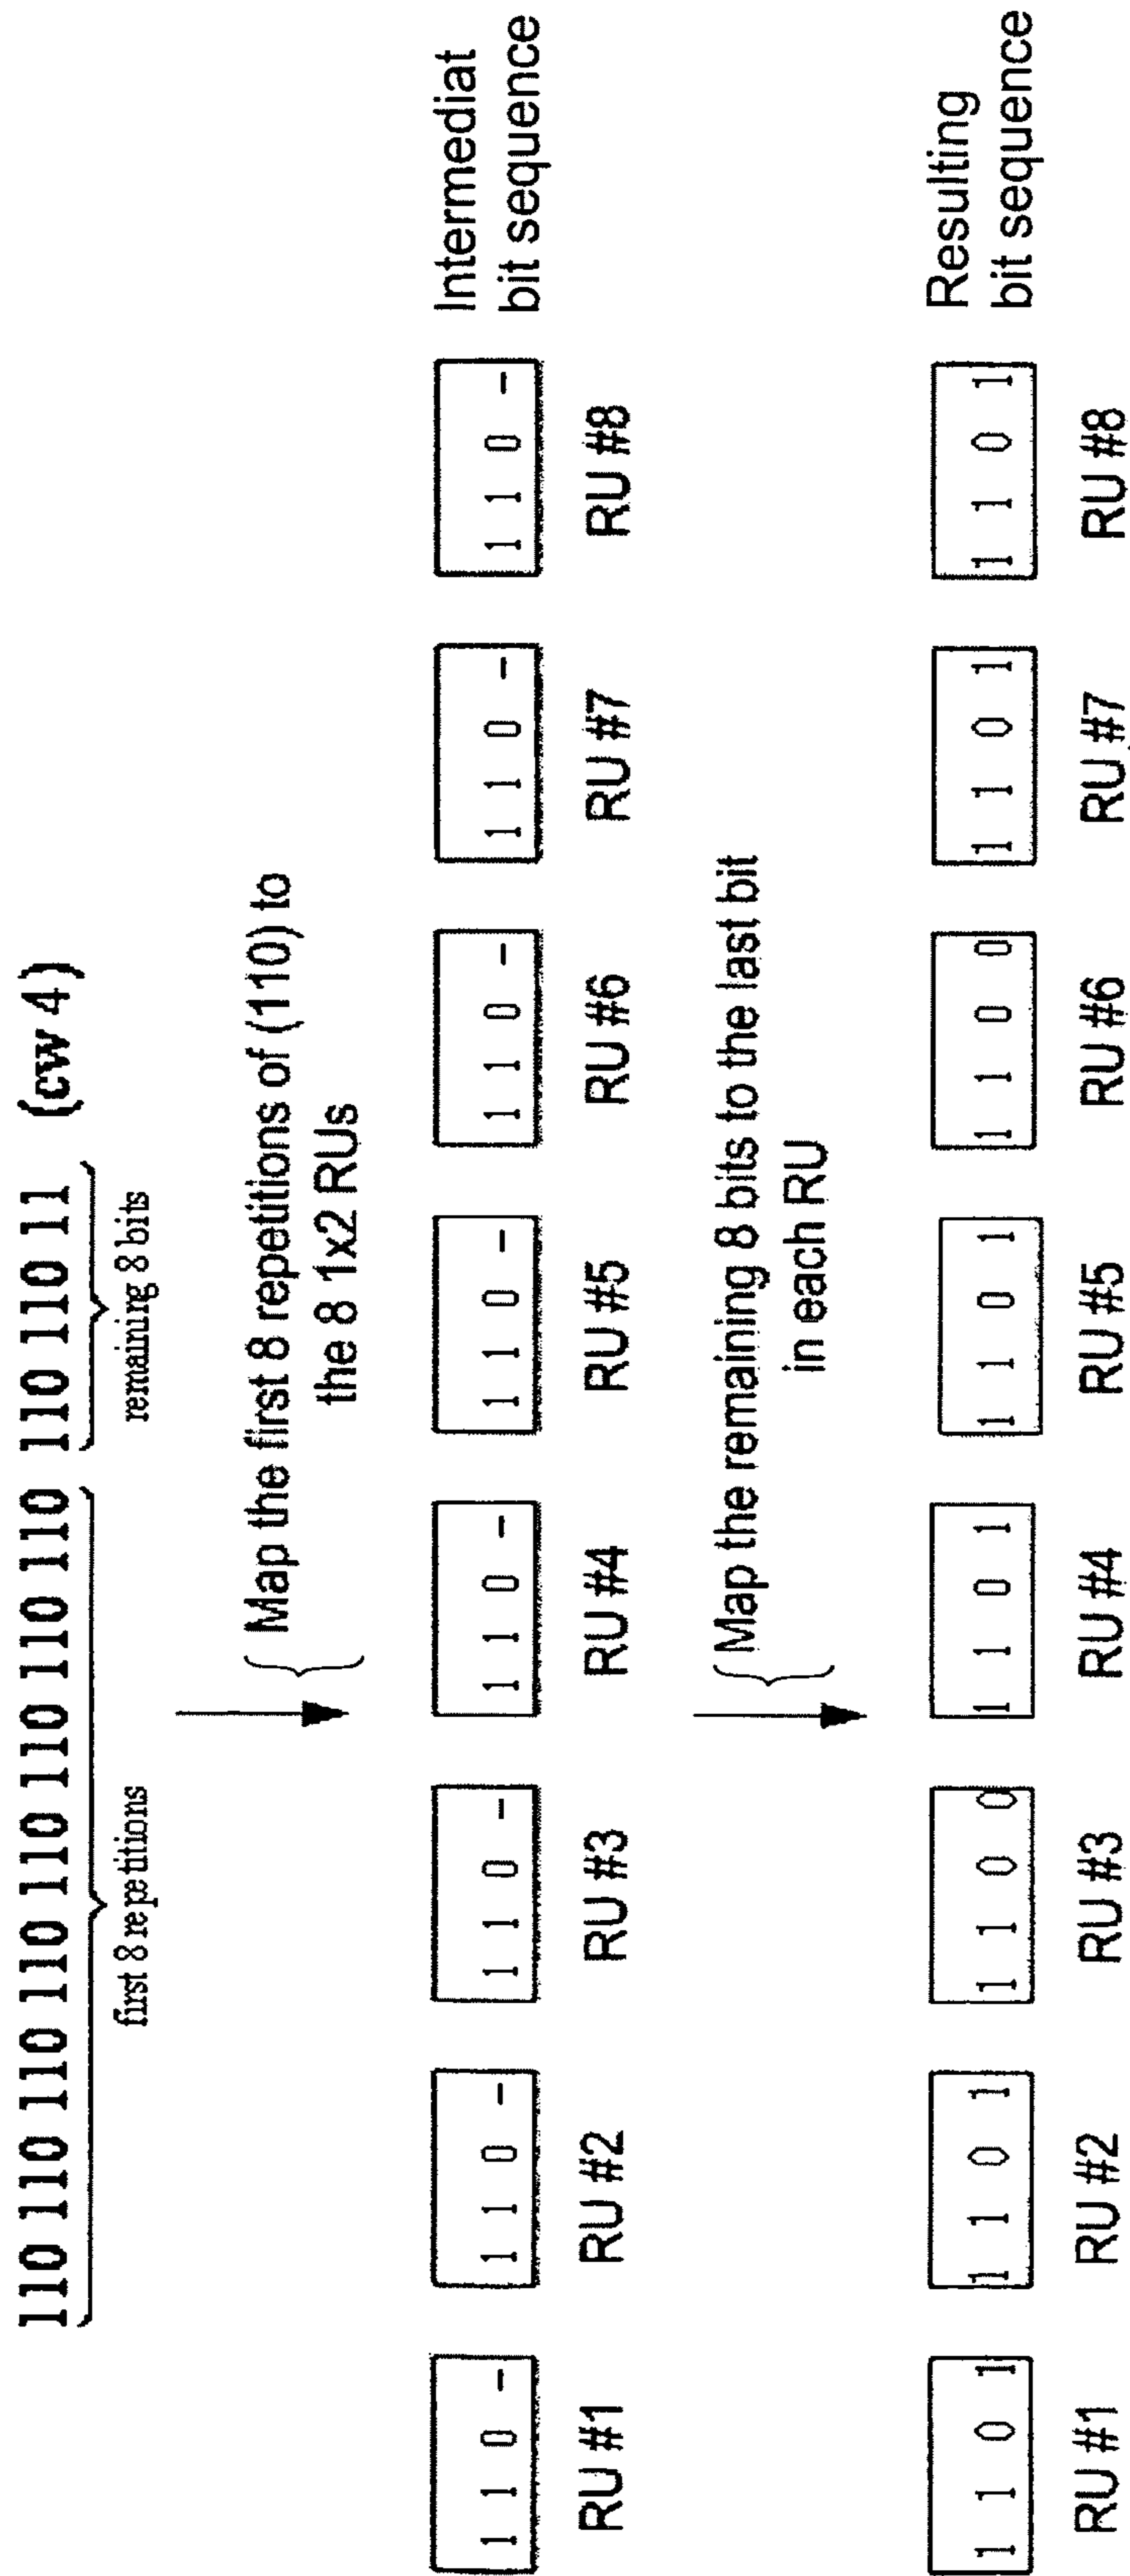 110 110 110 110 110 110 110 110 110 110 11 (cw 4)
first 8 repetitions
remaining 8 bits
Map the first 8 repetitions of (110) to
the 8 1x2 RUs
1 1 0 - 1 1 0 - 1 1 0 - 1 1 0 - 1 1 0 - 1 1 0 - 1 1 0 - 1 1 0 -
RU #1 RU #2 RU #3 RU #4 RU #5 RU #6 RU #7 RU #8
Intermediat
bit sequence
Map the remaining 8 bits to the last bit
in each RU
1 1 0 1 1 1 0 1 1 1 0 0 1 1 0 1 1 1 0 1 1 1 0 0 1 1 0 1 1 1 0 1
RU #1 RU #2 RU #3 RU #4 RU #5 RU #6 RU #7 RU #8
Resulting
bit sequence